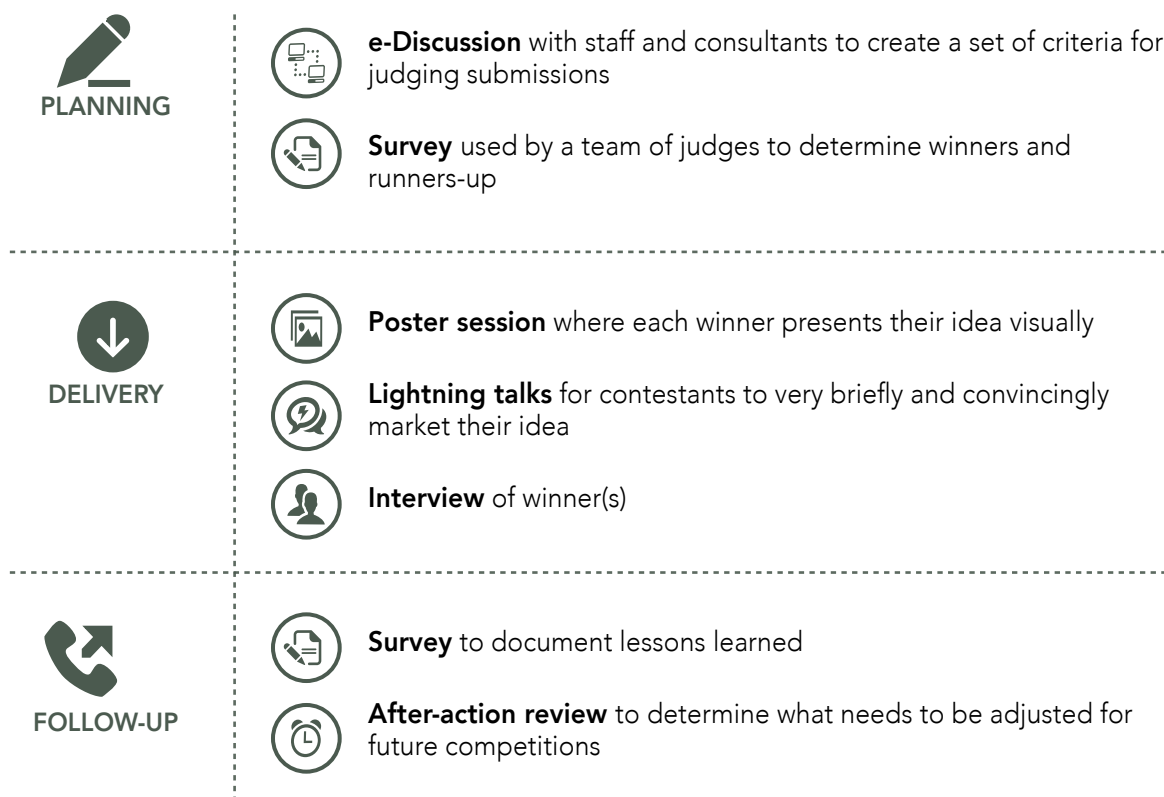 PLANNING
e-Discussion with staff and consultants to create a set of criteria for
judging submissions
Survey used by a team of judges to determine winners and
runners-up
DELIVERY
Poster session where each winner presents their idea visually
Lightning talks for contestants to very briefly and convincingly
market their idea
Interview of winner(s)
FOLLOW-UP
Survey to document lessons learned
After-action review to determine what needs to be adjusted for
future competitions